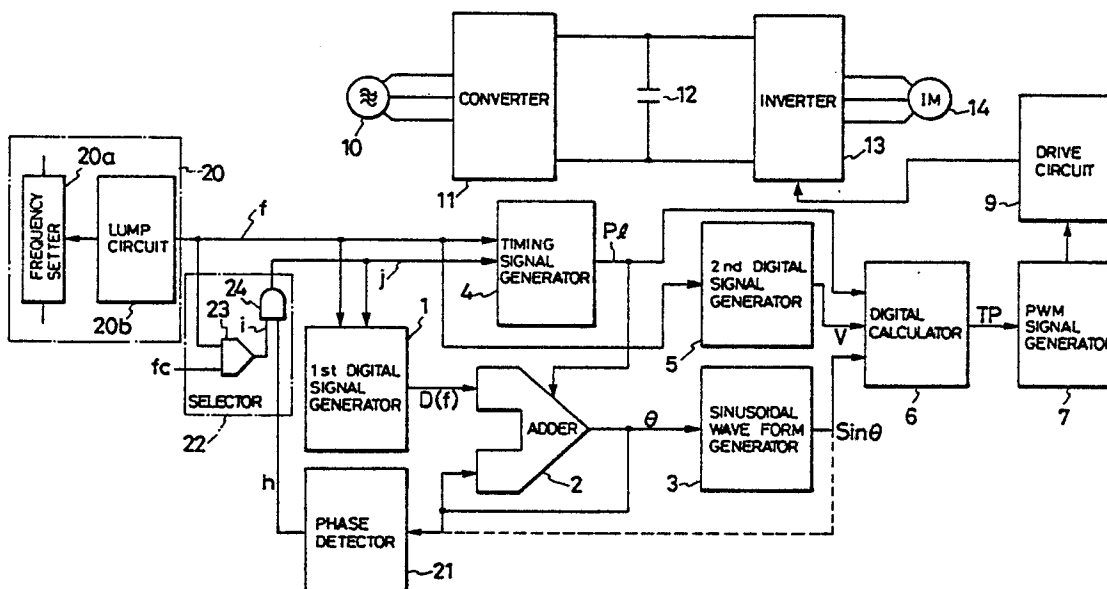 CONVERTER
12
INVERTER
IM
14
10
11
13
DRIVE
CIRCUIT
9
20a
20
FREQUENCY
SETTER
LUMP
CIRCUIT
20b
f
j
TIMING
SIGNAL
GENERATOR
4
Pℓ
2nd DIGITAL
SIGNAL
GENERATOR
5
V
DIGITAL
CALCULATOR
6
TP
PWM
SIGNAL
GENERATOR
7
24
23
i
fc
SELECTOR
22
1
1st DIGITAL
SIGNAL
GENERATOR
D(f)
ADDER
2
θ
SINUSOIDAL
WAVE FORM
GENERATOR
3
Sinθ
h
PHASE
DETECTOR
21